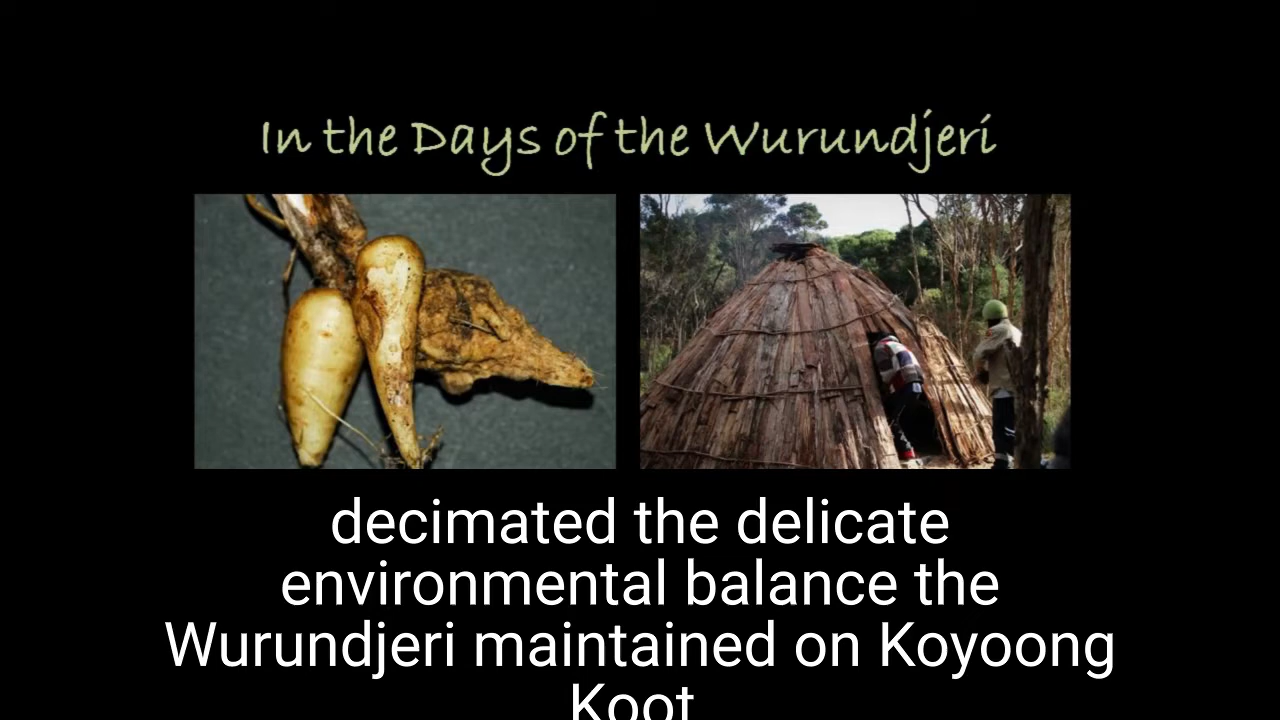 In the Days of the Wurundjeri
decimated the delicate
environmental balance the
Wurundjeri maintained on Koyoong
Koot